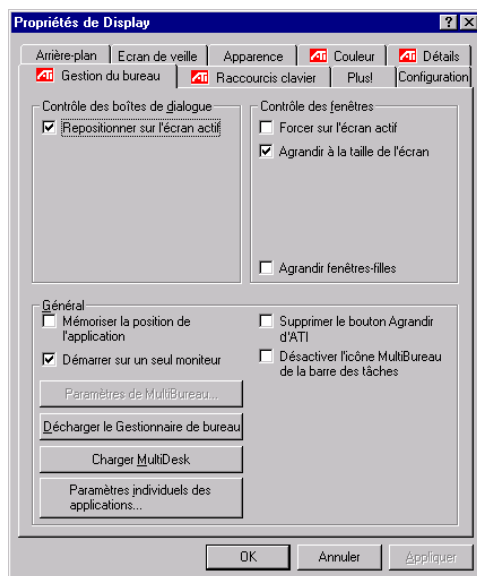 Propriétés de Display
Arrière-plan Ecran de veille Apparence ATI Couleur ATI Détails
ATI Gestion du bureau ATI Raccourcis clavier Plus! Configuration
Contrôle des boîtes de dialogue
Repositionner sur l'écran actif
Contrôle des fenêtres
Forcer sur l'écran actif
Agrandir à la taille de l'écran
Agrandir fenêtres-filles
Général
Mémoriser la position de
l'application
Démarrer sur un seul moniteur
Paramètres de MultiBureau...
Décharger le Gestionnaire de bureau
Charger MultiDesk
Paramètres individuels des
applications...
Supprimer le bouton Agrandir
d'ATI
Désactiver l'icône MultiBureau
de la barre des tâches
OK Annuler Appliquer